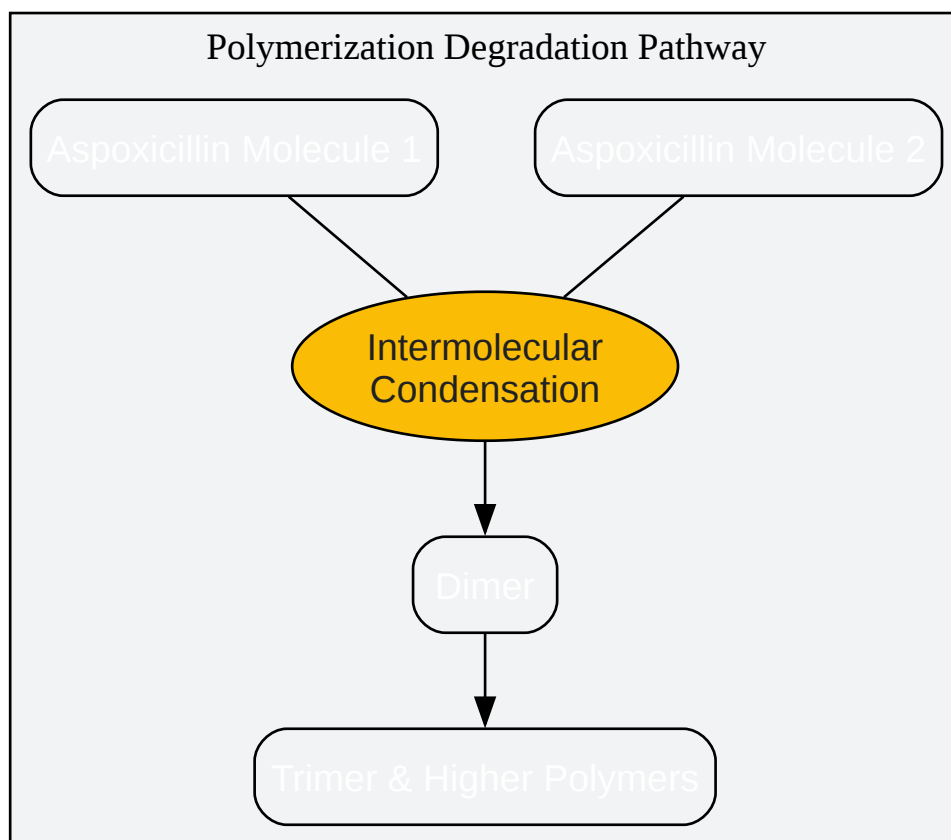 Polymerization Degradation Pathway
Aspoxicillin Molecule 1
Aspoxicillin Molecule 2
Intermolecular
Condensation
Dimer
Trimer & Higher Polymers